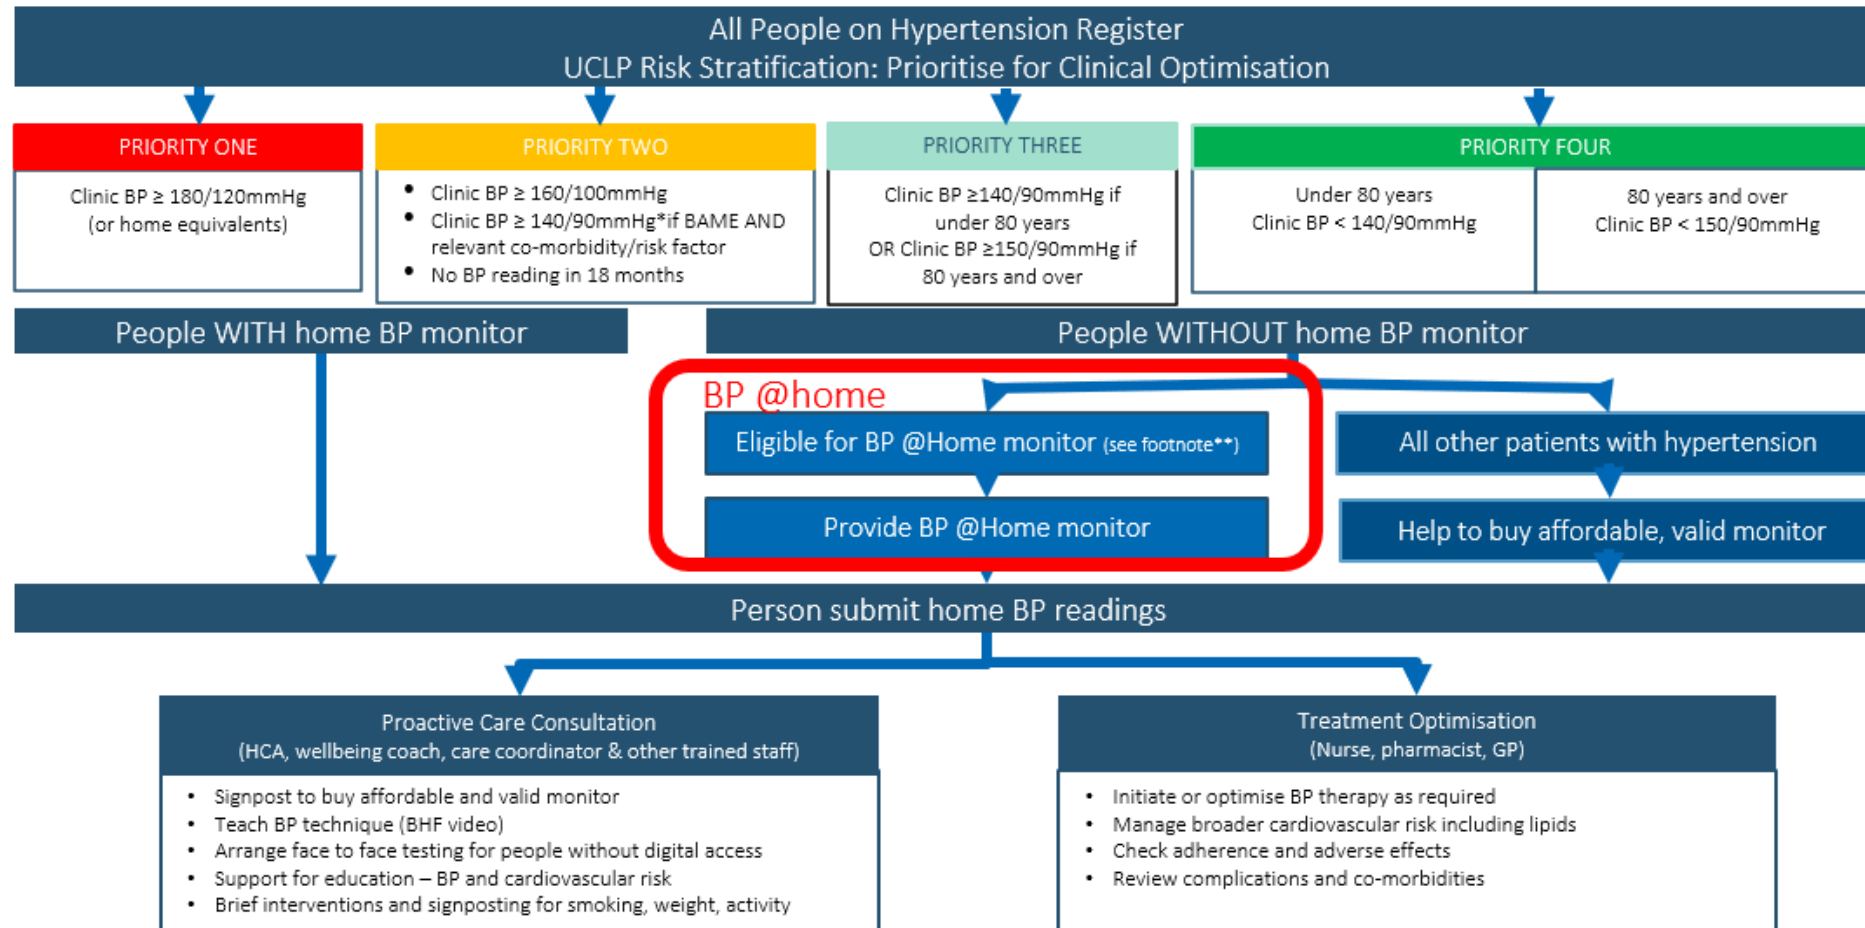 All People on Hypertension Register
UCLP Risk Stratification: Prioritise for Clinical Optimisation
PRIORITY ONE
Clinic BP ≥ 180/120mmHg
(or home equivalents)
PRIORITY TWO
• Clinic BP ≥ 160/100mmHg
• Clinic BP ≥ 140/90mmHg*if BAME AND
relevant co-morbidity/risk factor
• No BP reading in 18 months
PRIORITY THREE
Clinic BP ≥140/90mmHg if
under 80 years
OR Clinic BP ≥150/90mmHg if
80 years and over
PRIORITY FOUR
Under 80 years
Clinic BP < 140/90mmHg
80 years and over
Clinic BP < 150/90mmHg
People WITH home BP monitor
People WITHOUT home BP monitor
BP @home
Eligible for BP @Home monitor (see footnote**)
Provide BP @Home monitor
All other patients with hypertension
Help to buy affordable, valid monitor
Person submit home BP readings
Proactive Care Consultation
(HCA, wellbeing coach, care coordinator & other trained staff)
• Signpost to buy affordable and valid monitor
• Teach BP technique (BHF video)
• Arrange face to face testing for people without digital access
• Support for education – BP and cardiovascular risk
• Brief interventions and signposting for smoking, weight, activity
Treatment Optimisation
(Nurse, pharmacist, GP)
• Initiate or optimise BP therapy as required
• Manage broader cardiovascular risk including lipids
• Check adherence and adverse effects
• Review complications and co-morbidities